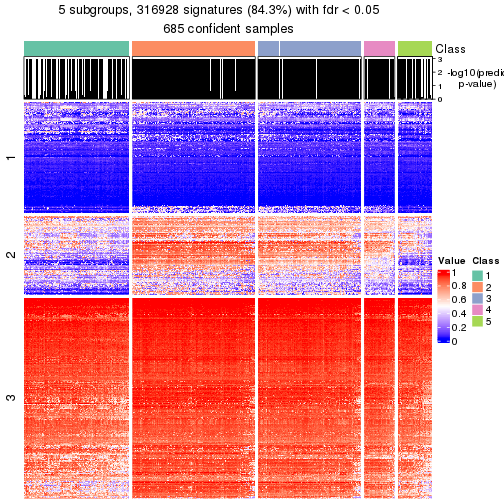 5 subgroups, 316928 signatures (84.3%) with fdr < 0.05
685 confident samples
Class
3
2
1
0
-log10(predic
p-value)
1
2
3
Value
1
0.8
0.6
0.4
0.2
0
Class
1
2
3
4
5